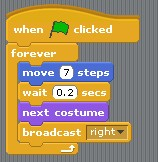 when clicked
forever
move 7 steps
wait 0.2 secs
next costume
broadcast right